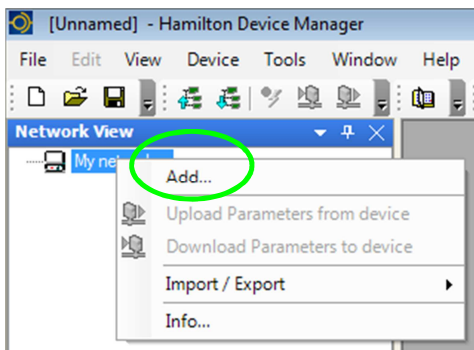 [Unnamed] - Hamilton Device Manager
File Edit View Device Tools Window Help
Network View
My
Add...
Upload Parameters from device
Download Parameters to device
Import / Export
Info...